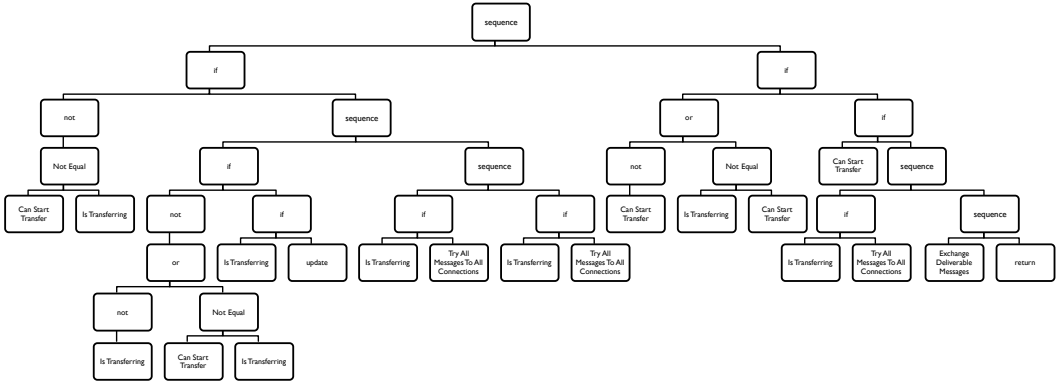 sequence
if
if
not
sequence
or
if
Not Equal
if
sequence
not
Not Equal
Can Start
Transfer
sequence
Can Start
Transfer
Is Transferring
not
if
if
if
Can Start
Transfer
Is Transferring
Can Start
Transfer
if
sequence
or
Is Transferring
update
Is Transferring
Try All
Messages To All
Connections
Is Transferring
Try All
Messages To All
Connections
Is Transferring
Try All
Messages To All
Connections
Exchange
Deliverable
Messages
return
not
Not Equal
Is Transferring
Can Start
Transfer
Is Transferring